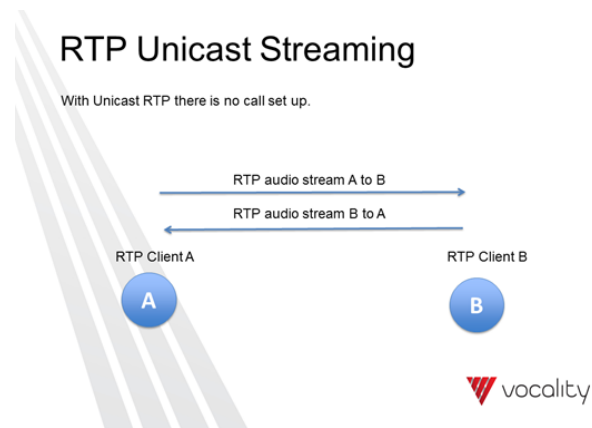 RTP Unicast Streaming
With Unicast RTP there is no call set up.
RTP audio stream A to B
RTP audio stream B to A
RTP Client A
RTP Client B
A
B
vocality